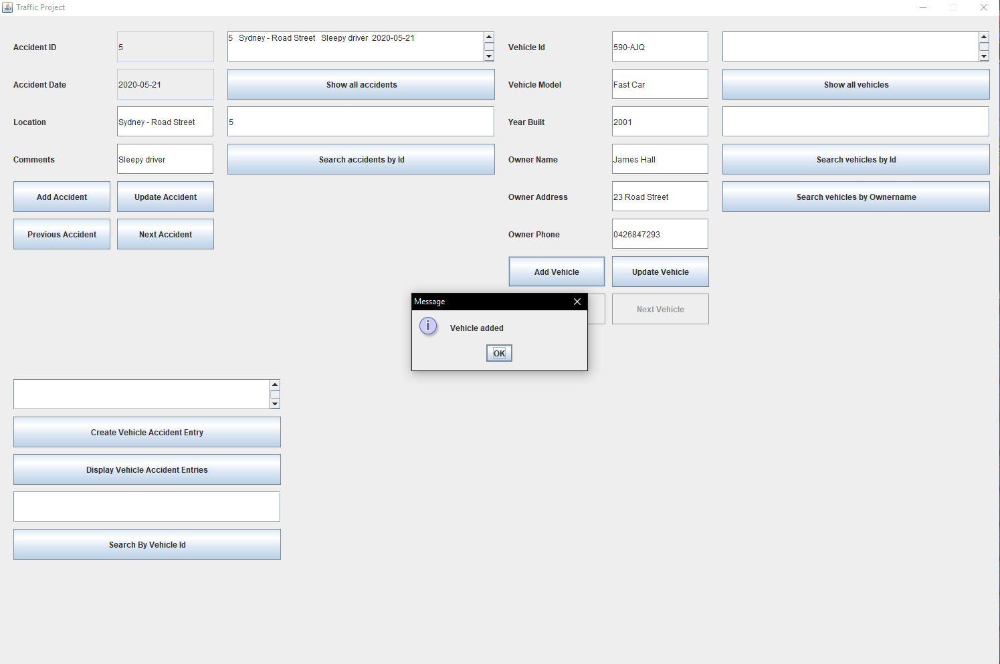 Traffic Project
Accident ID
5
5 Sydney - Road Street Sleepy driver 2020-05-21
Vehicle Id
590-AJQ
Accident Date
2020-05-21
Show all accidents
Vehicle Model
Fast Car
Show all vehicles
Location
Sydney - Road Street
5
Year Built
2001
Comments
Sleepy driver
Search accidents by Id
Owner Name
James Hall
Search vehicles by Id
Add Accident
Update Accident
Owner Address
23 Road Street
Search vehicles by Ownername
Previous Accident
Next Accident
Owner Phone
0426847293
Add Vehicle
Update Vehicle
Next Vehicle
Message
Vehicle added
OK
Create Vehicle Accident Entry
Display Vehicle Accident Entries
Search By Vehicle Id